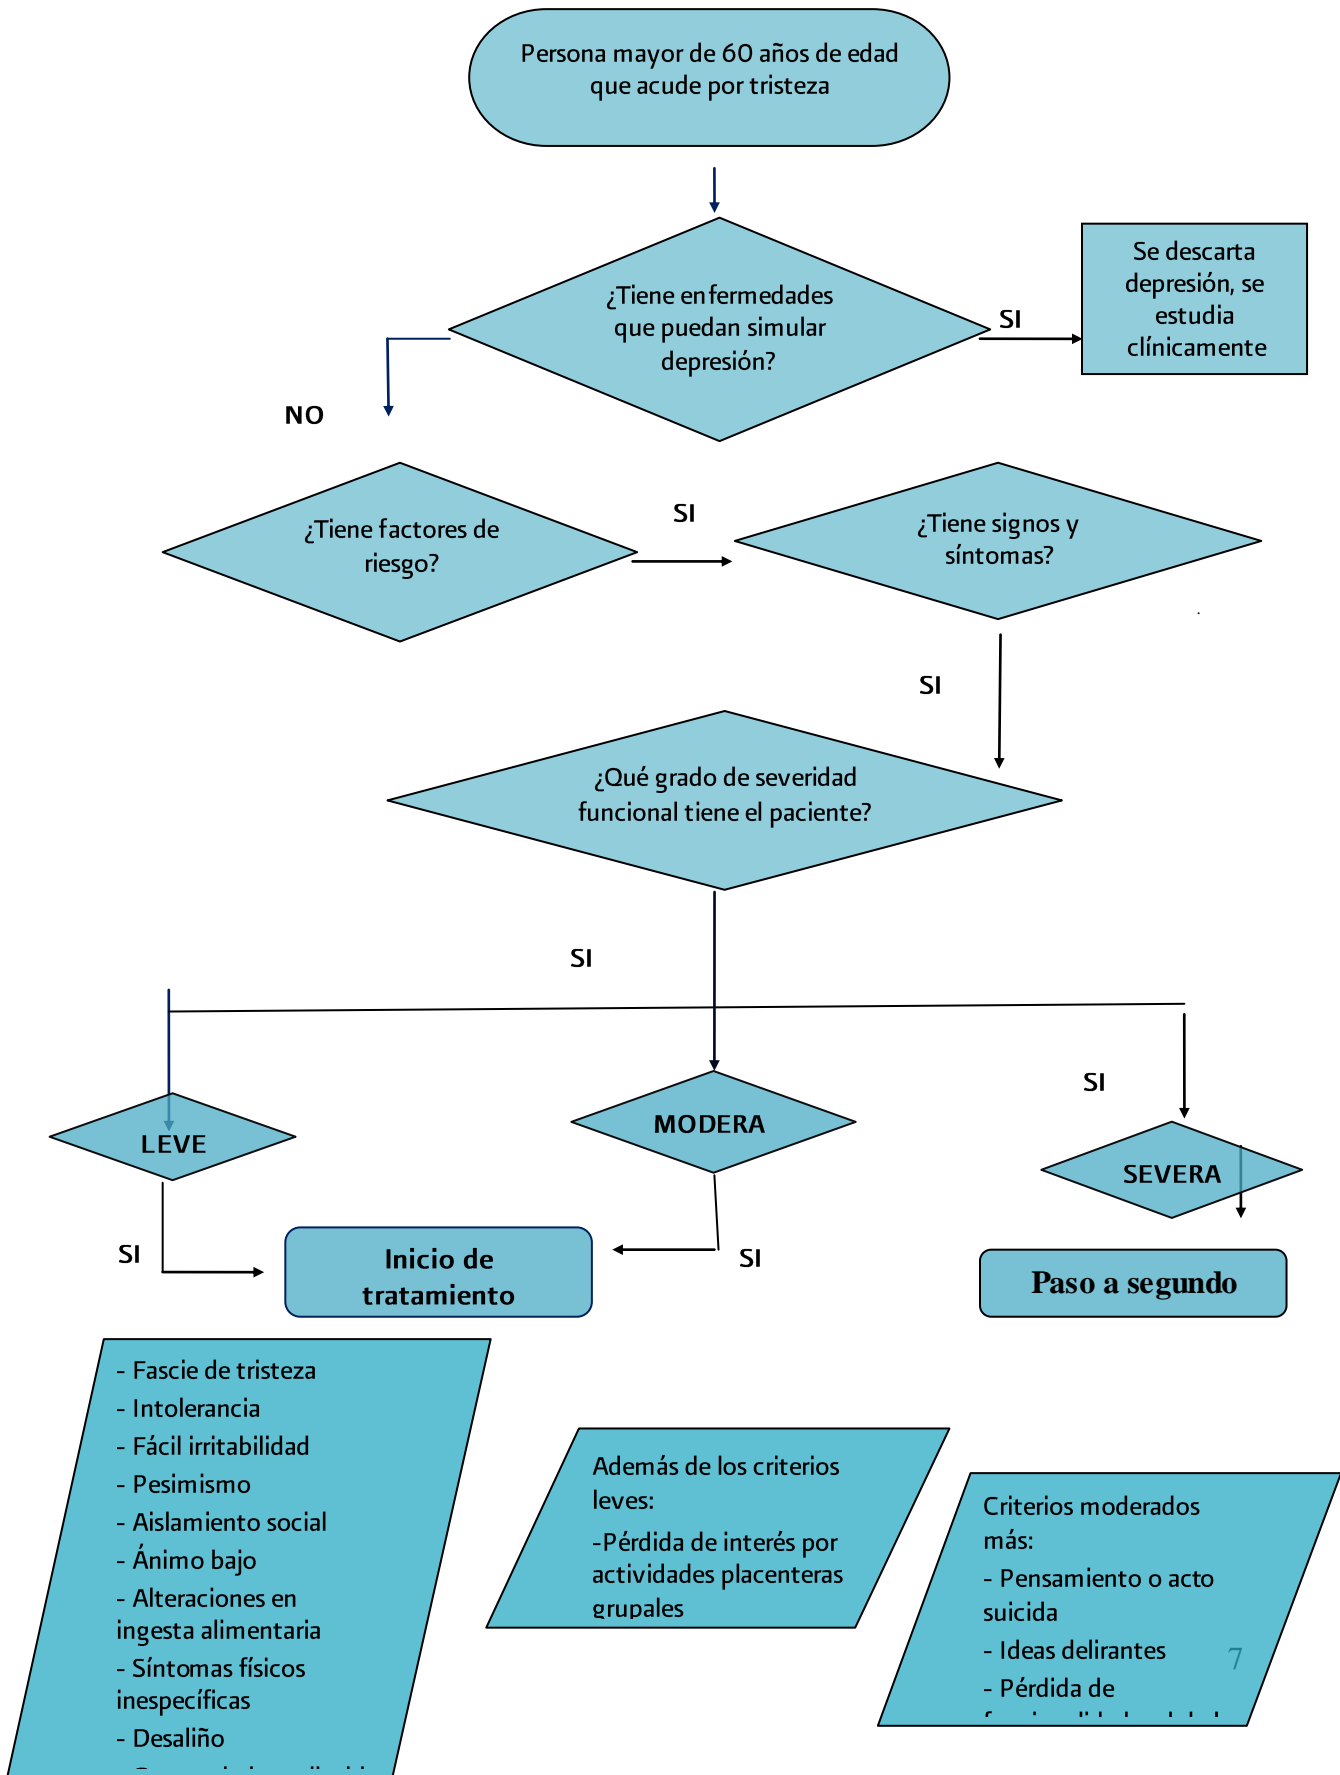 Persona mayor de 60 años de edad
que acude por tristeza
¿Tiene enfermedades
que puedan simular
depresión?
SI
Se descarta
depresión, se
estudia
clínicamente
NO
¿Tiene factores de
riesgo?
SI
¿Tiene signos y
síntomas?
.
SI
¿Qué grado de severidad
funcional tiene el paciente?
SI
SI
LEVE
MODERA
SEVERA
SI
Inicio de
tratamiento
SI
Paso a segundo
- Fascie de tristeza
- Intolerancia
- Fácil irritabilidad
- Pesimismo
- Aislamiento social
- Ánimo bajo
- Alteraciones en
ingesta alimentaria
- Síntomas físicos
inespecíficas
- Desaliño
Además de los criterios
leves:
-Pérdida de interés por
actividades placenteras
grupales
Criterios moderados
más:
- Pensamiento o acto
suicida
- Ideas delirantes
- Pérdida de
7